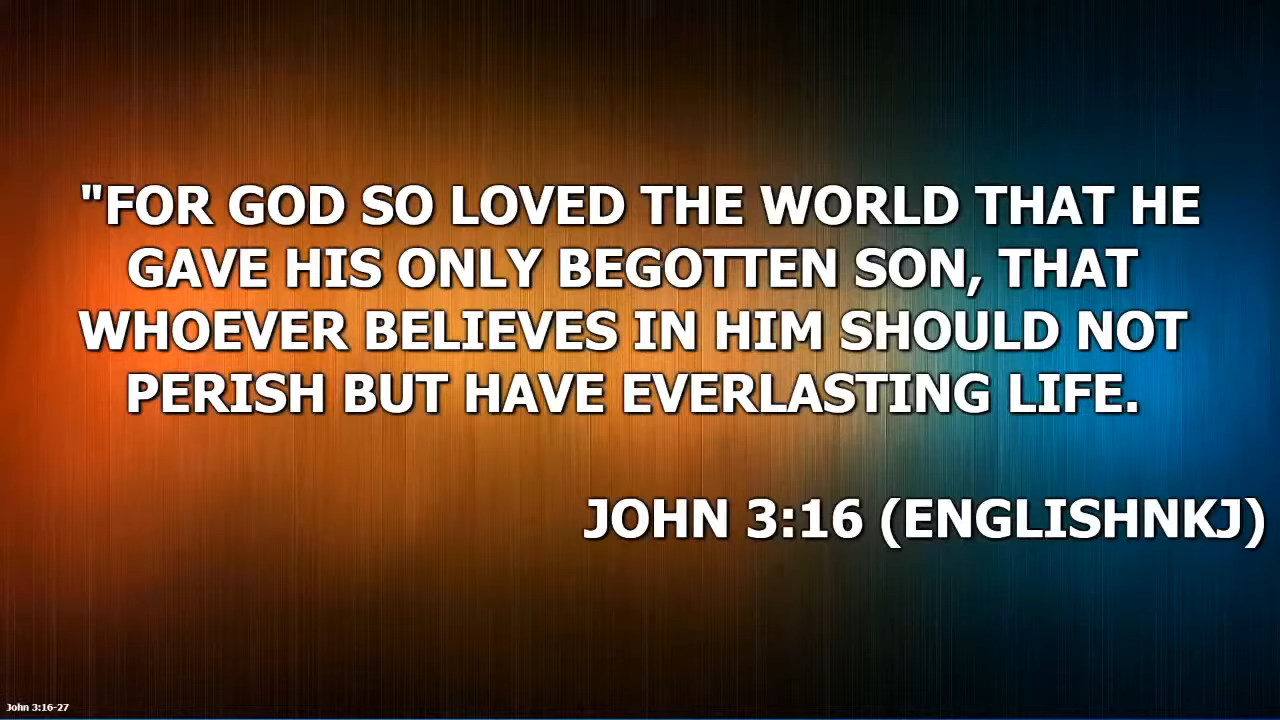 "FOR GOD SO LOVED THE WORLD THAT HE
GAVE HIS ONLY BEGOTTEN SON, THAT
WHOEVER BELIEVES IN HIM SHOULD NOT
PERISH BUT HAVE EVERLASTING LIFE.
JOHN 3:16 (ENGLISHNKJ)
John 3:16-27